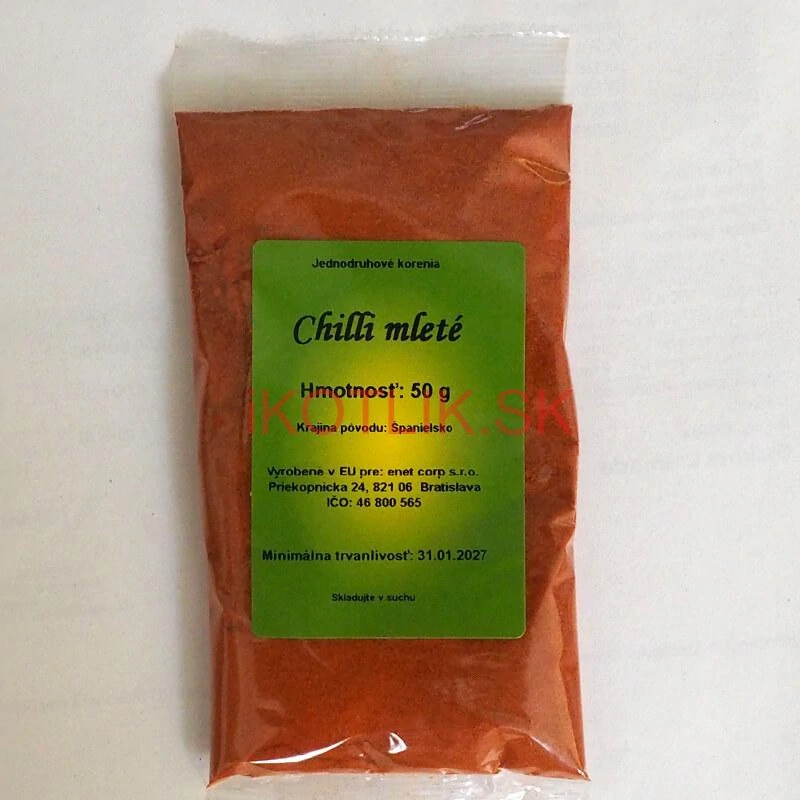 Jednodruhové korenia
Chilli mleté
Hmotnosť: 50 g
IKOTLIK.SK
Krajina pôvodu: Španielsko
Vyrobené v EU pre: enet corp s.r.o.
Priekopnicka 24, 821 06 Bratislava
IČO: 46 800 565
Minimálna trvanlivosť: 31.01.2027
Skladujte v suchu